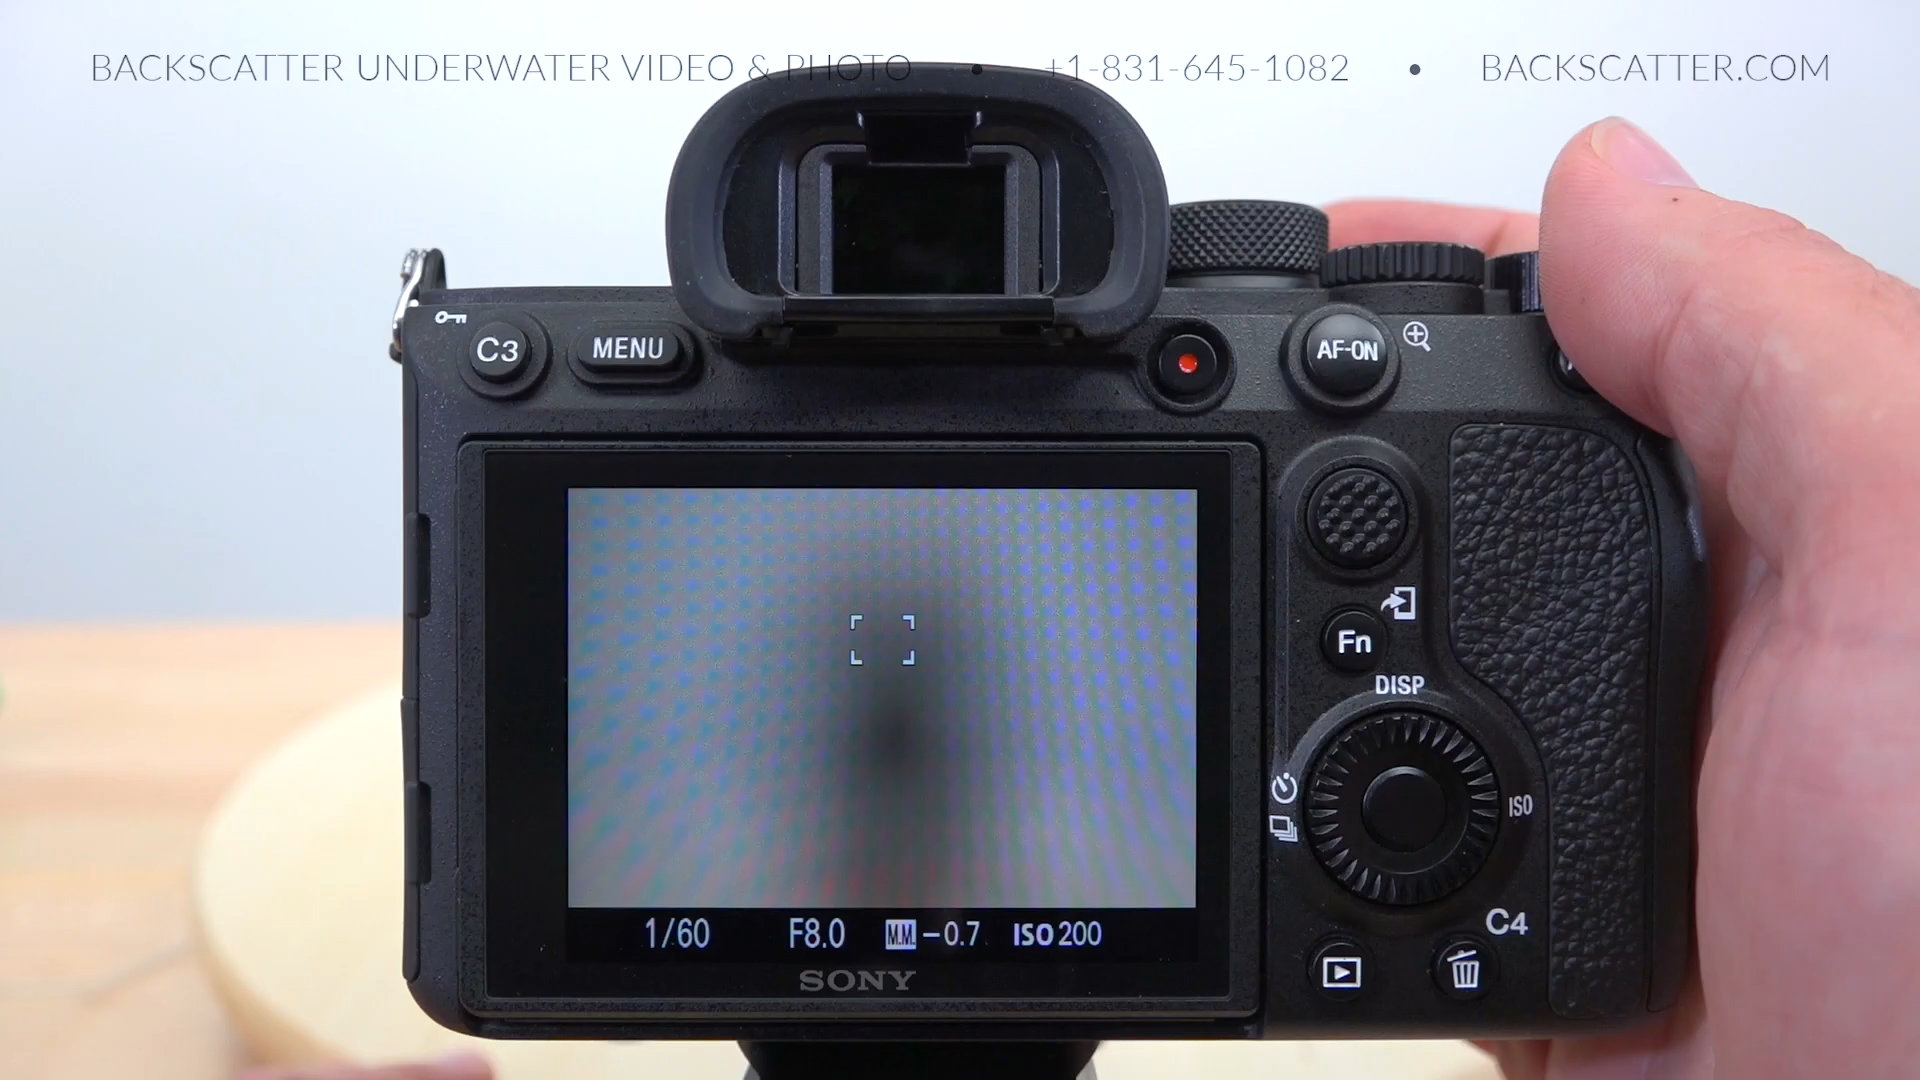 BACKSCATTER UNDERWATER VIDEO & PHOTO • +1-831-645-1082 • BACKSCATTER.COM
C3 MENU AF-ON
Fn
DISP
ISO
C4
1/60 F8.0 M.M. -0.7 ISO 200
SONY